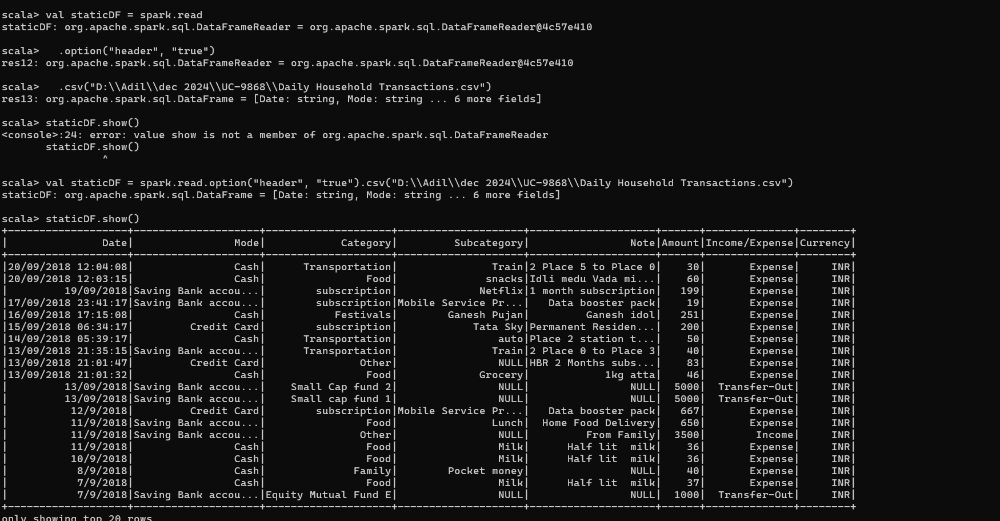 scala> val staticDF = spark.read
staticDF: org.apache.spark.sql.DataFrameReader = org.apache.spark.sql.DataFrameReader@4c57e410
scala>   .option("header", "true")
res12: org.apache.spark.sql.DataFrameReader = org.apache.spark.sql.DataFrameReader@4c57e410
scala>   .csv("D:\\Adil\\dec 2024\\UC-9868\\Daily Household Transactions.csv")
res13: org.apache.spark.sql.DataFrame = [Date: string, Mode: string ... 6 more fields]
scala> staticDF.show()
<console>:24: error: value show is not a member of org.apache.spark.sql.DataFrameReader
       staticDF.show()
                ^
scala> val staticDF = spark.read.option("header", "true").csv("D:\\Adil\\dec 2024\\UC-9868\\Daily Household Transactions.csv")
staticDF: org.apache.spark.sql.DataFrame = [Date: string, Mode: string ... 6 more fields]
scala> staticDF.show()
+-------------------+--------------------+--------------------+--------------------+--------------------+------+--------------+--------+
|               Date|                Mode|            Category|         Subcategory|                Note|Amount|Income/Expense|Currency|
+-------------------+--------------------+--------------------+--------------------+--------------------+------+--------------+--------+
|20/09/2018 12:04:08|                Cash|      Transportation|               Train|2 Place 5 to Place 0|    30|       Expense|     INR|
|20/09/2018 12:03:15|                Cash|                Food|              snacks|Idli medu Vada mi...|    60|       Expense|     INR|
|         19/09/2018|Saving Bank accou...|        subscription|             Netflix|1 month subscription|   199|       Expense|     INR|
|17/09/2018 23:41:17|Saving Bank accou...|        subscription|Mobile Service Pr...|   Data booster pack|    19|       Expense|     INR|
|16/09/2018 17:15:08|                Cash|           Festivals|        Ganesh Pujan|         Ganesh idol|   251|       Expense|     INR|
|15/09/2018 06:34:17|         Credit Card|        subscription|            Tata Sky|Permanent Residen...|   200|       Expense|     INR|
|14/09/2018 05:39:17|                Cash|      Transportation|                auto|Place 2 station t...|    50|       Expense|     INR|
|13/09/2018 21:35:15|Saving Bank accou...|      Transportation|               Train|2 Place 0 to Place 3|    40|       Expense|     INR|
|13/09/2018 21:01:47|         Credit Card|               Other|                NULL|HBR 2 Months subs...|    83|       Expense|     INR|
|13/09/2018 21:01:32|                Cash|                Food|             Grocery|            1kg atta|    46|       Expense|     INR|
|         13/09/2018|Saving Bank accou...|    Small Cap fund 2|                NULL|                NULL|  5000|  Transfer-Out|     INR|
|         13/09/2018|Saving Bank accou...|    Small cap fund 1|                NULL|                NULL|  5000|  Transfer-Out|     INR|
|          12/9/2018|         Credit Card|        subscription|Mobile Service Pr...|   Data booster pack|   667|       Expense|     INR|
|          11/9/2018|Saving Bank accou...|                Food|               Lunch|  Home Food Delivery|   650|       Expense|     INR|
|          11/9/2018|Saving Bank accou...|               Other|                NULL|         From Family|  3500|        Income|     INR|
|          11/9/2018|                Cash|                Food|                Milk|      Half lit  milk|    36|       Expense|     INR|
|          10/9/2018|                Cash|                Food|                Milk|      Half lit  milk|    36|       Expense|     INR|
|           8/9/2018|                Cash|              Family|        Pocket money|                NULL|    40|       Expense|     INR|
|           7/9/2018|                Cash|                Food|                Milk|      Half lit  milk|    37|       Expense|     INR|
|           7/9/2018|Saving Bank accou...|Equity Mutual Fund E|                NULL|                NULL|  1000|  Transfer-Out|     INR|
+-------------------+--------------------+--------------------+--------------------+--------------------+------+--------------+--------+
only showing top 20 rows